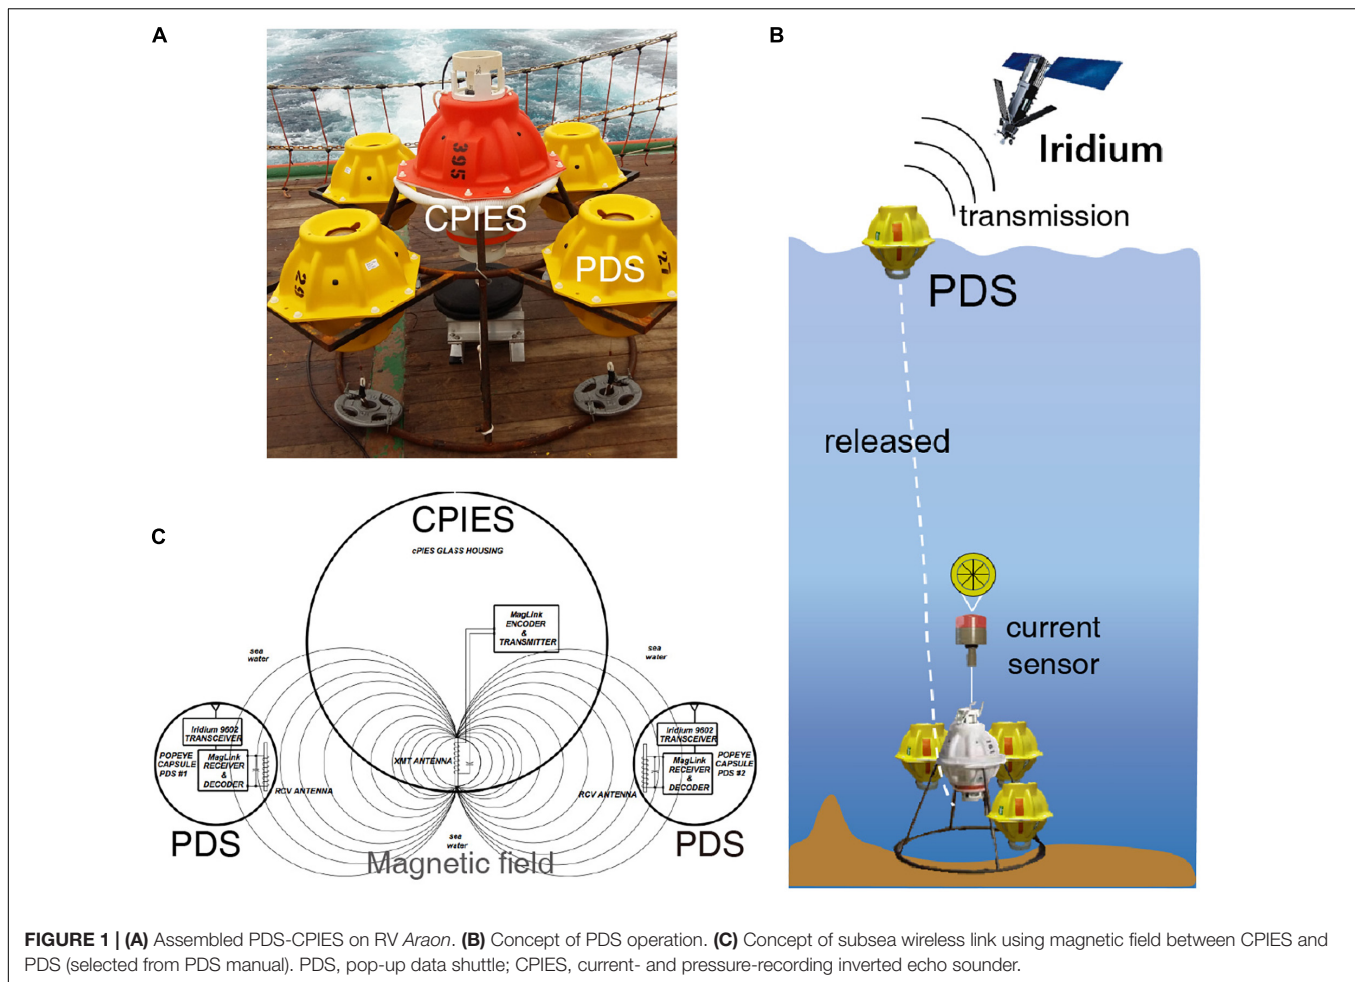 A
395
CPIES
PDS
29
27
B
Iridium
transmission
PDS
released
current
sensor
191
C
CPIES
cPIES GLASS HOUSING
MagLink
ENCODER
&
TRANSMITTER
sea
water
sea
water
Iridium 9602
TRANSCEIVER
POPEYE
CAPSULE
PDS #1
MagLink
RECEIVER
&
DECODER
RCV ANTENNA
XMT ANTENNA
Iridium 9602
TRANSCEIVER
MagLink
RECEIVER
&
DECODER
POPEYE
CAPSULE
PDS #2
RCV ANTENNA
PDS
PDS
sea
water
Magnetic field
FIGURE 1 | (A) Assembled PDS-CPIES on RV Araon. (B) Concept of PDS operation. (C) Concept of subsea wireless link using magnetic field between CPIES and
PDS (selected from PDS manual). PDS, pop-up data shuttle; CPIES, current- and pressure-recording inverted echo sounder.